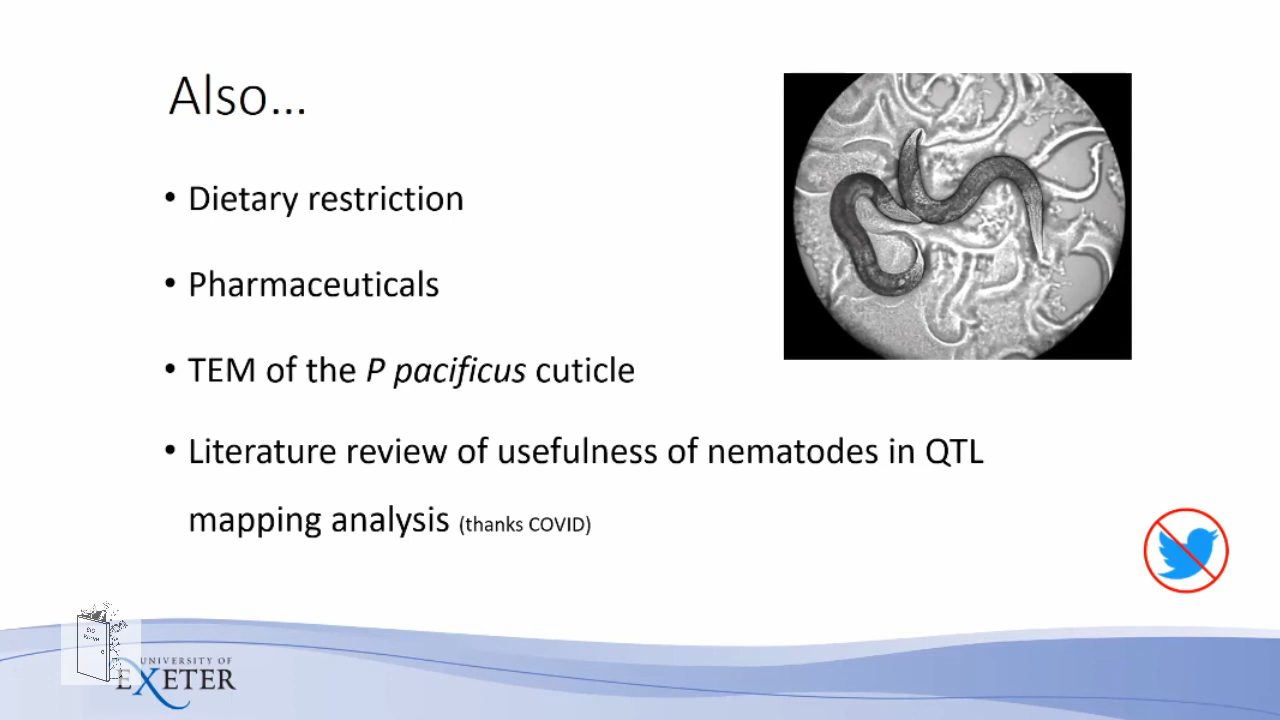 Also...
• Dietary restriction
• Pharmaceuticals
• TEM of the P pacificus cuticle
• Literature review of usefulness of nematodes in QTL
mapping analysis (thanks COVID)
UNIVERSITY OF
EXETER